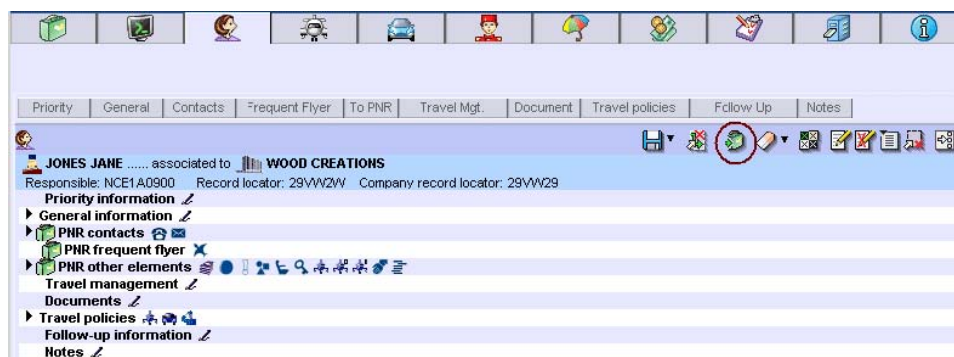 Priority General Contacts Frequent Flyer To PNR Travel Mgt. Document Travel policies Follow Up Notes
JONES JANE ...... associated to WOOD CREATIONS
Responsible: NCE1A0900 Record locator: 29VW2W Company record locator: 29VW29
Priority information
General information
PNR contacts
PNR frequent flyer
PNR other elements
Travel management
Documents
Travel policies
Follow-up information
Notes